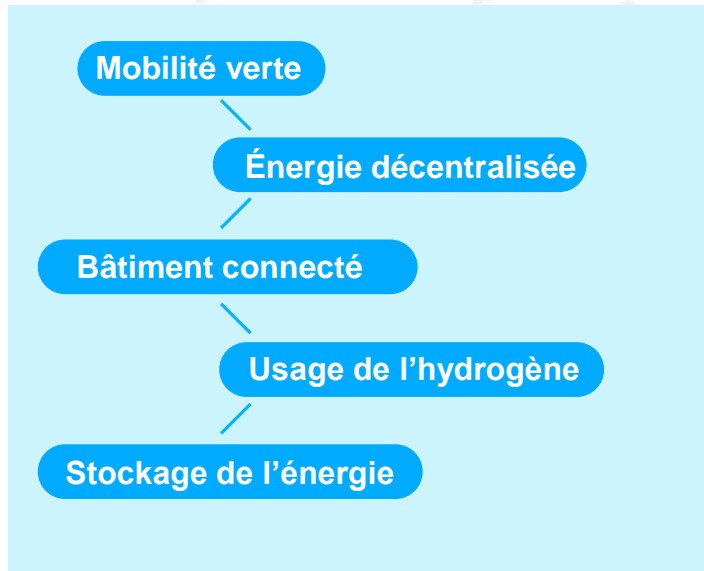 Mobilité verte
Énergie décentralisée
Bâtiment connecté
Usage de l’hydrogène
Stockage de l’énergie